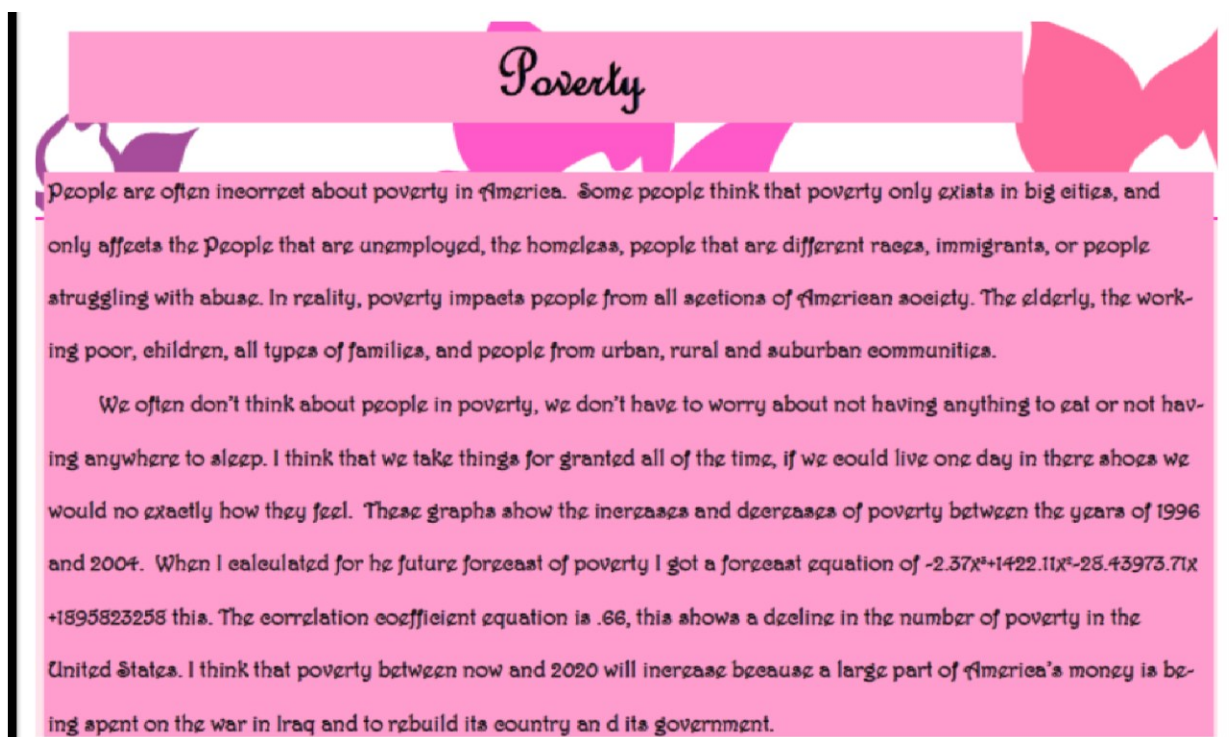 Poverty
People are often incorrect about poverty in America. Some people think that poverty only exists in big cities, and
only affects the People that are unemployed, the homeless, people that are different races, immigrants, or people
struggling with abuse. In reality, poverty impacts people from all sections of American society. The elderly, the work-
ing poor, children, all types of families, and people from urban, rural and suburban communities.
We often don't think about people in poverty, we don't have to worry about not having anything to eat or not hav-
ing anywhere to sleep. I think that we take things for granted all of the time, if we could live one day in there shoes we
would no exactly how they feel. These graphs show the increases and decreases of poverty between the years of 1996
and 2004. When I calculated for he future forecast of poverty I got a forecast equation of -2.37x³+1422.11x²-28.43973.71x
+1895823258 this. The correlation coefficient equation is .66, this shows a decline in the number of poverty in the
United States. I think that poverty between now and 2020 will increase because a large part of America's money is be-
ing spent on the war in Iraq and to rebuild its country an d its government.